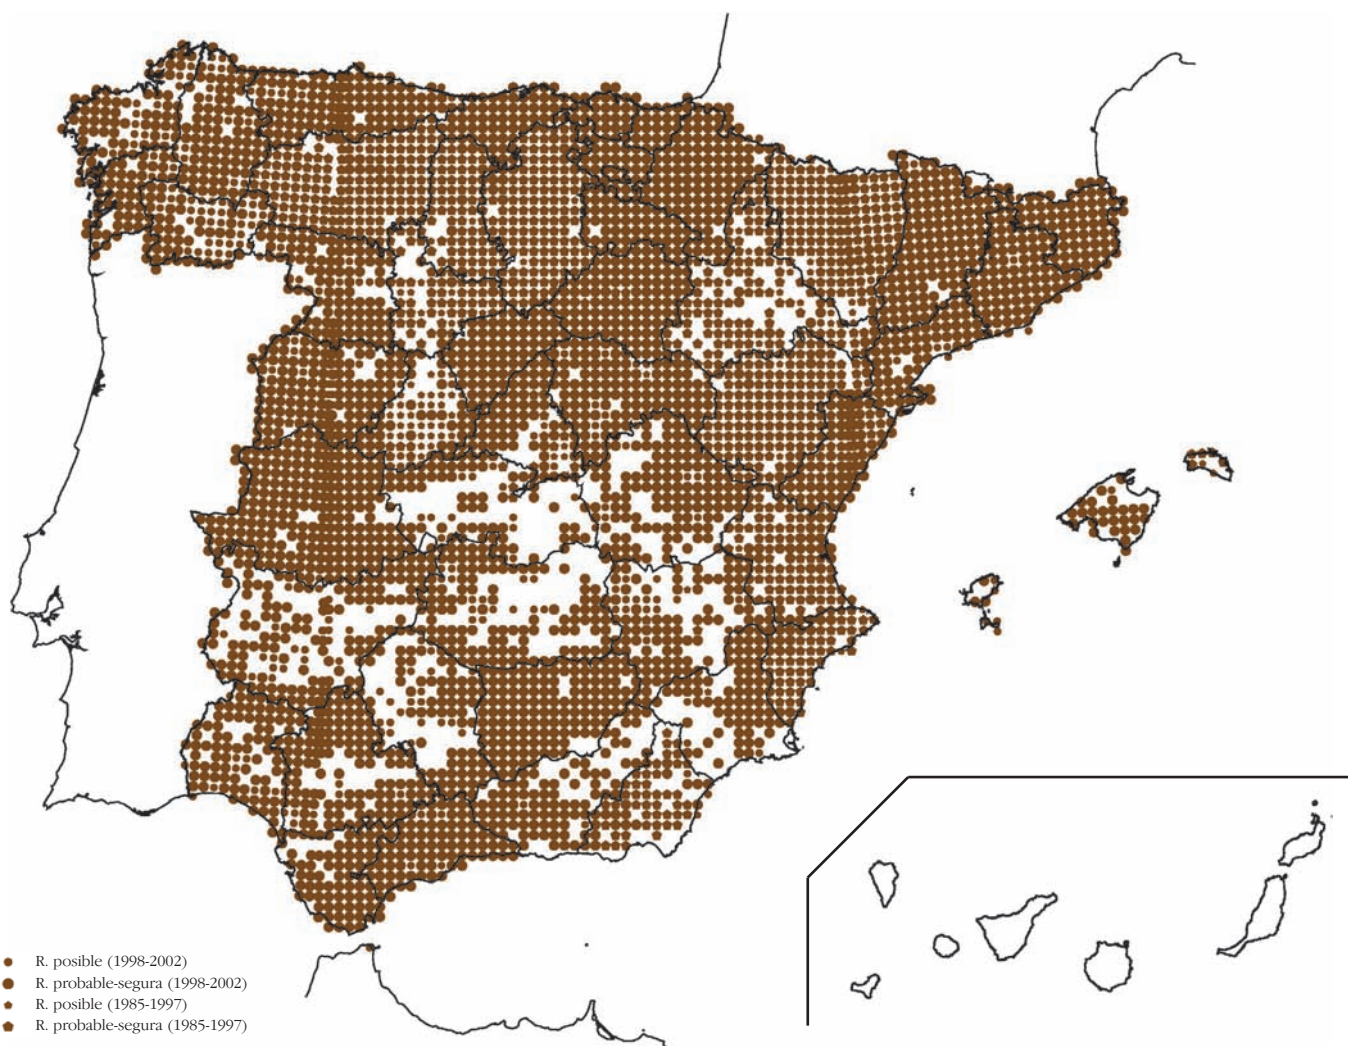 R. posible (1998-2002)
R. probable-segura (1998-2002)
R. posible (1985-1997)
R. probable-segura (1985-1997)